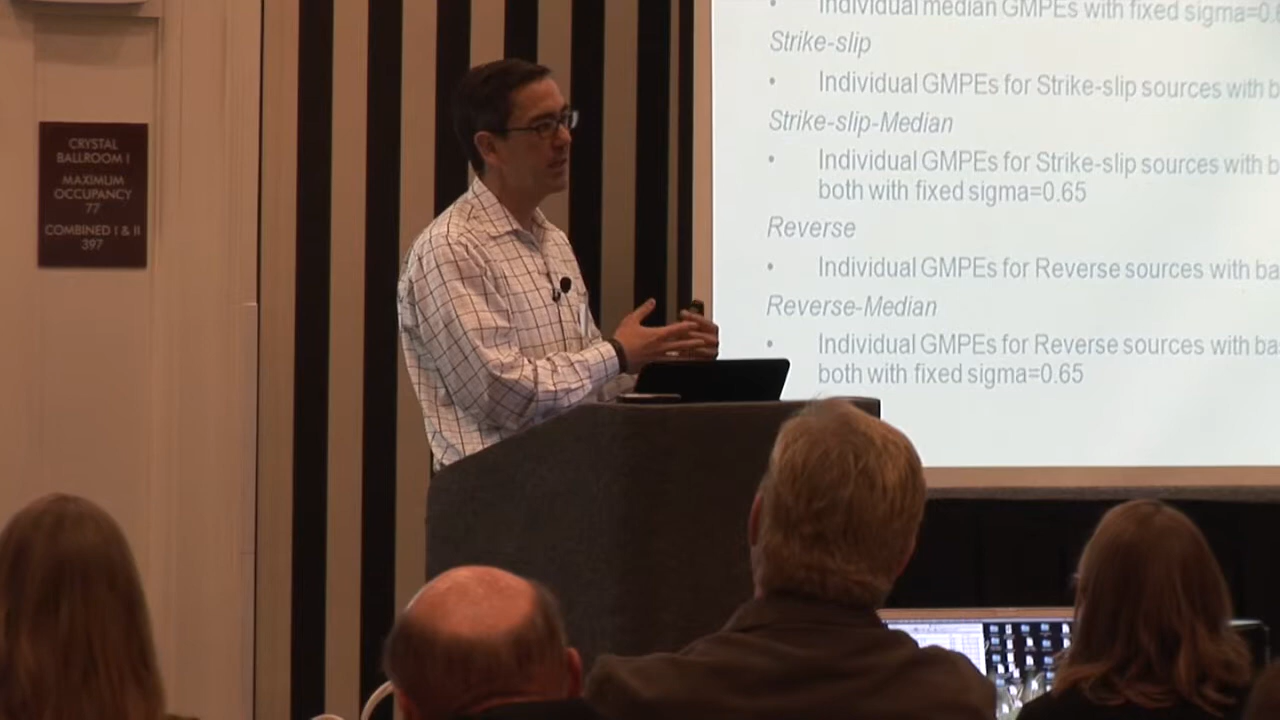 CRYSTAL
BALLROOM I
MAXIMUM
OCCUPANCY
77
COMBINED I & II
397
• Individual median GMPEs with fixed sigma=0.6
Strike-slip
• Individual GMPEs for Strike-slip sources with b
Strike-slip-Median
• Individual GMPEs for Strike-slip sources with b
both with fixed sigma=0.65
Reverse
• Individual GMPEs for Reverse sources with ba
Reverse-Median
• Individual GMPEs for Reverse sources with ba
both with fixed sigma=0.65